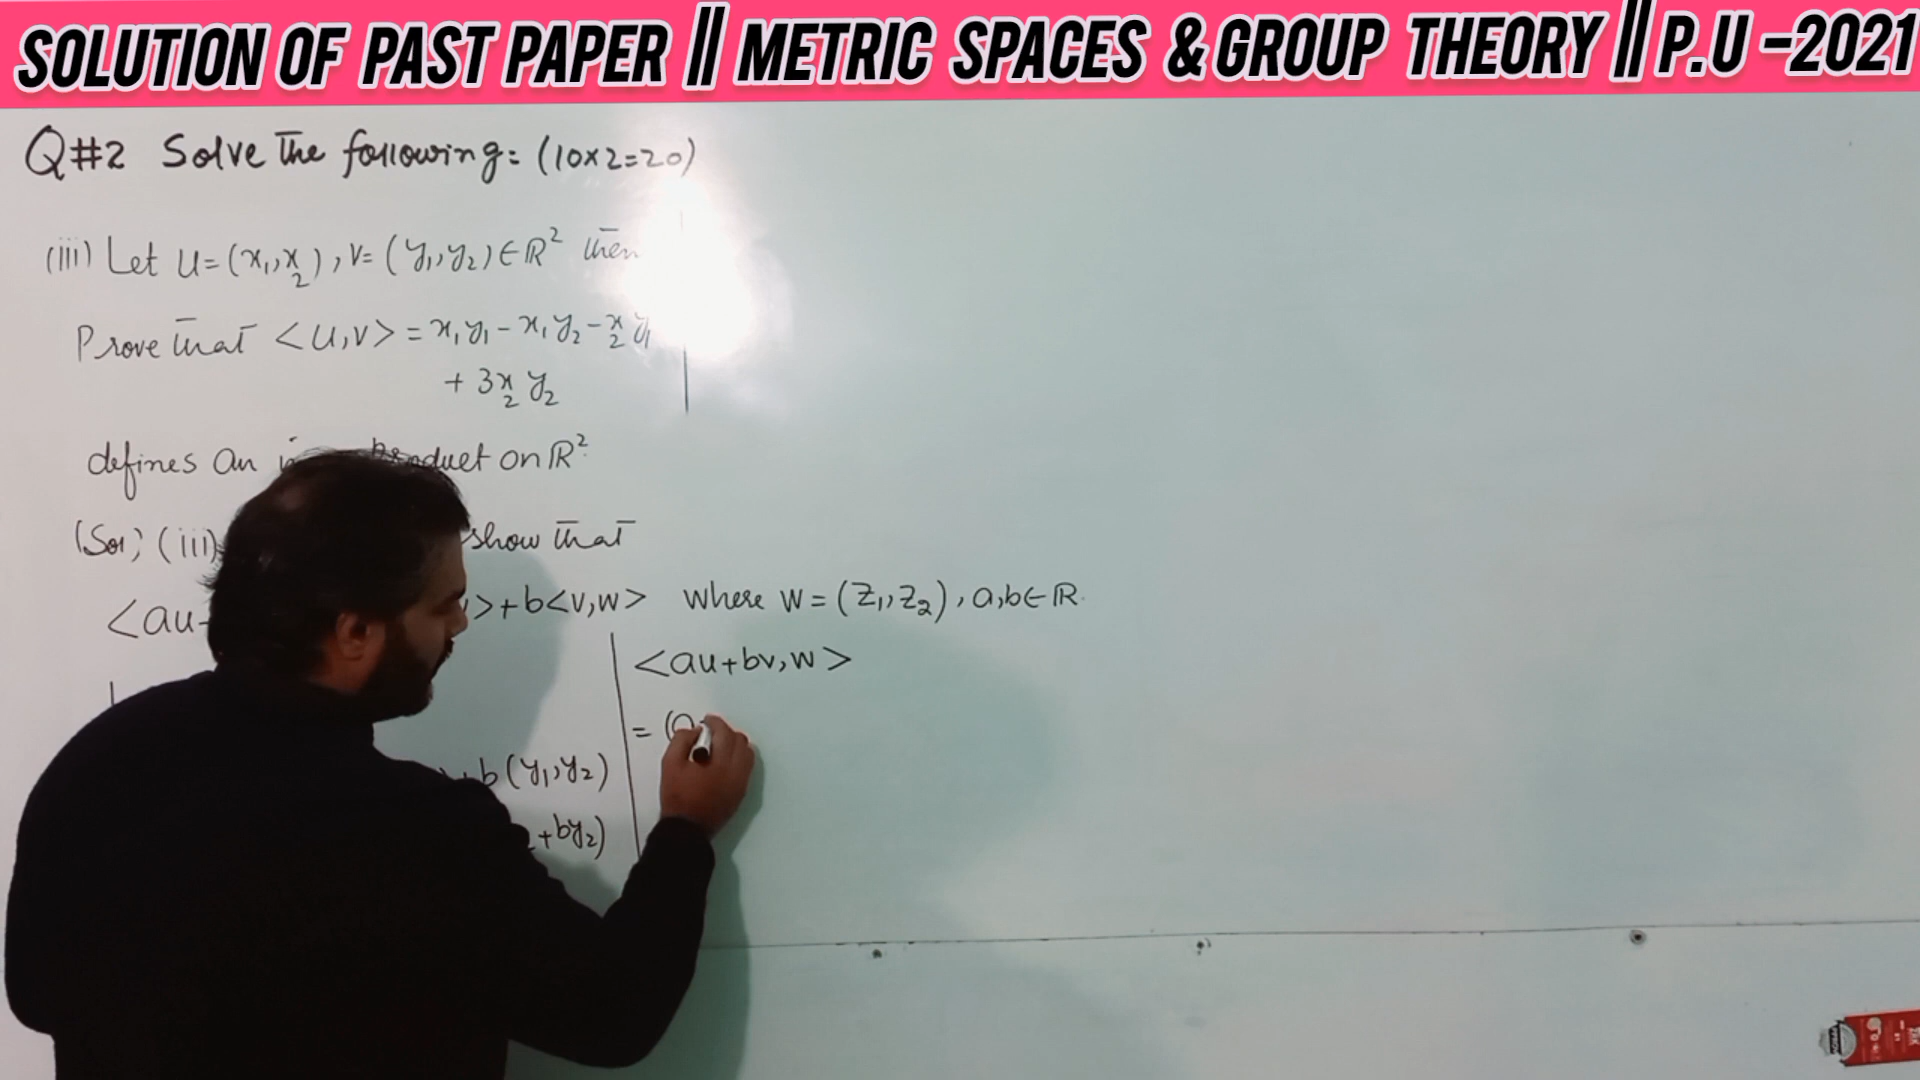 SOLUTION OF PAST PAPER || METRIC SPACES & GROUP THEORY || P.U -2021
Q#2 Solve the following: (10×2=20)
(iii) Let u=(x₁,x₂), v=(y₁,y₂)∈ℝ² then
Prove that <u,v> = x₁y₁ - x₁y₂ - x₂y₁
+ 3x₂y₂
defines an product on ℝ²
(Sol) (iii) show that
<au >+b<v,w> where w=(z₁,z₂), a,b∈ℝ.
<au+bv,w>
= (a
+b(y₁,y₂)
+by₂)